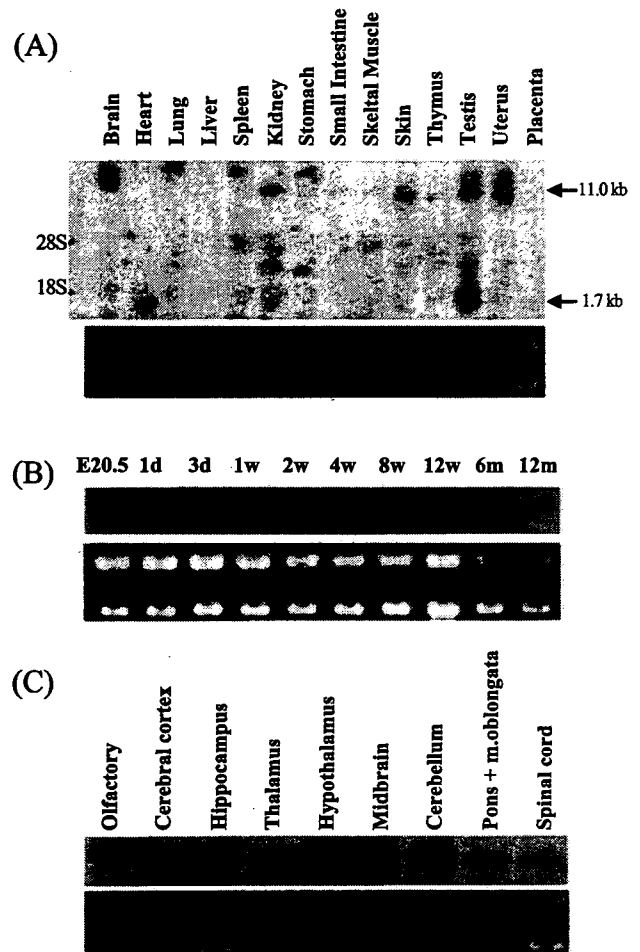 (A)
Brain
Heart
Lung
Liver
Spleen
Kidney
Stomach
Small Intestine
Skeltal Muscle
Skin
Thymus
Testis
Uterus
Placenta
11.0 kb
28S
18S
1.7 kb
(B)
E20.5 1d 3d 1w 2w 4w 8w 12w 6m 12m
(C)
Olfactory
Cerebral cortex
Hippocampus
Thalamus
Hypothalamus
Midbrain
Cerebellum
Pons + m.oblongata
Spinal cord